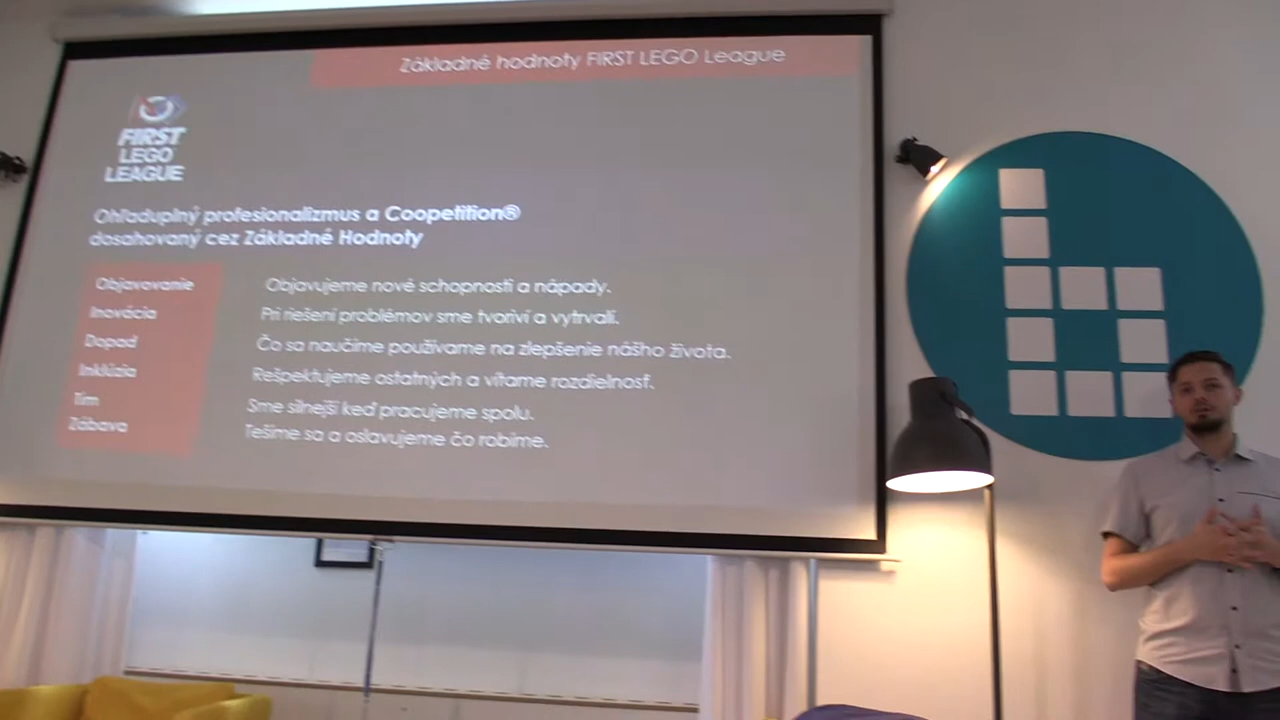 Základné hodnoty FIRST LEGO League
FIRST
LEGO
LEAGUE
Ohľaduplný profesionalizmus a Coopetition®
dosahovaný cez Základné Hodnoty
Objavovanie Objavujeme nové schopnosti a nápady.
Inovácia Pri riešení problémov sme tvoriví a vytrvalí.
Dopad Čo sa naučíme používame na zlepšenie nášho života.
Inklúzia Rešpektujeme ostatných a vítame rozdielnosť.
Tím Sme silnejší keď pracujeme spolu.
Zábava Tešíme sa a oslavujeme čo robíme.